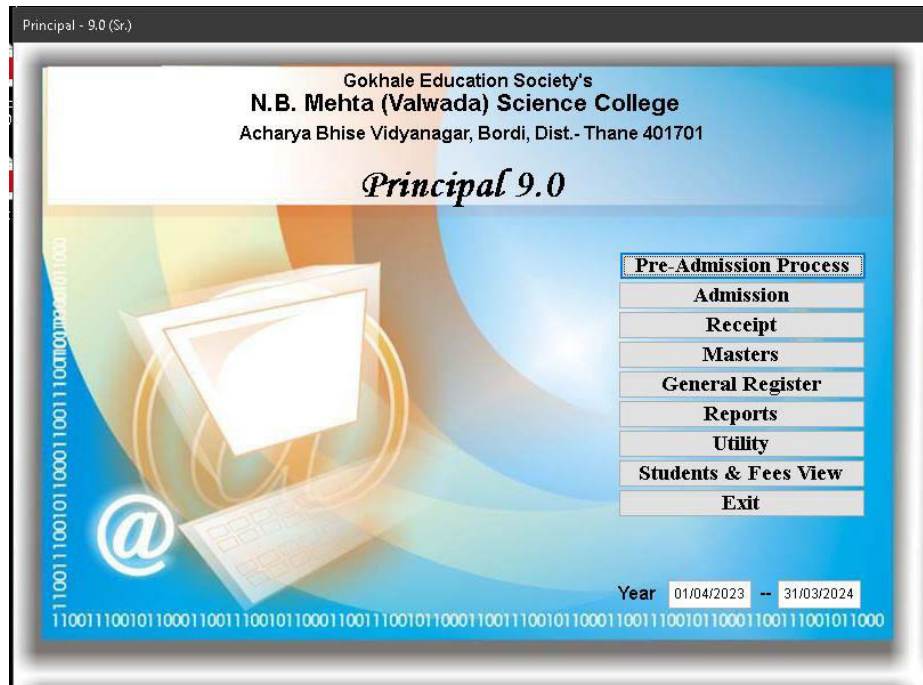 Principal - 9.0 (Sr.)
Gokhale Education Society's
N.B. Mehta (Valwada) Science College
Acharya Bhise Vidyanagar, Bordi, Dist.- Thane 401701
Principal 9.0
Pre-Admission Process
Admission
Receipt
Masters
General Register
Reports
Utility
Students & Fees View
Exit
Year 01/04/2023 -- 31/03/2024